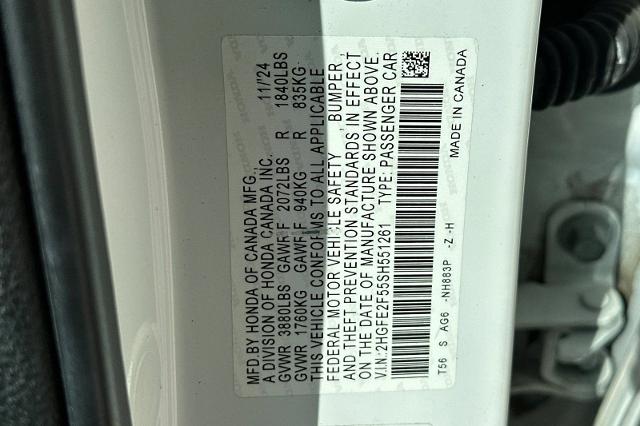 MFD.BY HONDA OF CANADA MFG., 11/'24
A DIVISION OF HONDA CANADA INC.
GVWR 3880LBS GAWR F 2072LBS R 1840LBS
GVWR 1760KG GAWR F 940KG R 835KG
THIS VEHICLE CONFORMS TO ALL APPLICABLE
FEDERAL MOTOR VEHICLE SAFETY, BUMPER
AND THEFT PREVENTION STANDARDS IN EFFECT
ON THE DATE OF MANUFACTURE SHOWN ABOVE.
V.I.N.:2HGFE2F55SH551261 TYPE: PASSENGER CAR
T56 S AG6 -NH883P -Z -H
MADE IN CANADA